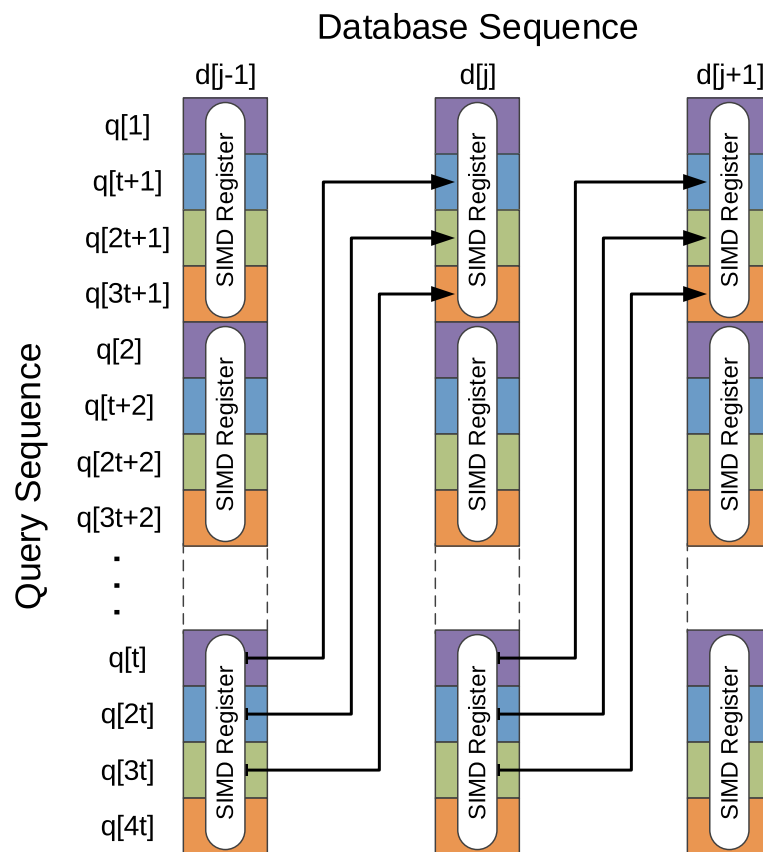 Database Sequence
d[j-1]
d[j]
d[j+1]
Query Sequence
q[1]
q[t+1]
q[2t+1]
q[3t+1]
q[2]
q[t+2]
q[2t+2]
q[3t+2]
. . .
q[t]
q[2t]
q[3t]
q[4t]
SIMD Register
SIMD Register
SIMD Register
SIMD Register
SIMD Register
SIMD Register
SIMD Register
SIMD Register
SIMD Register